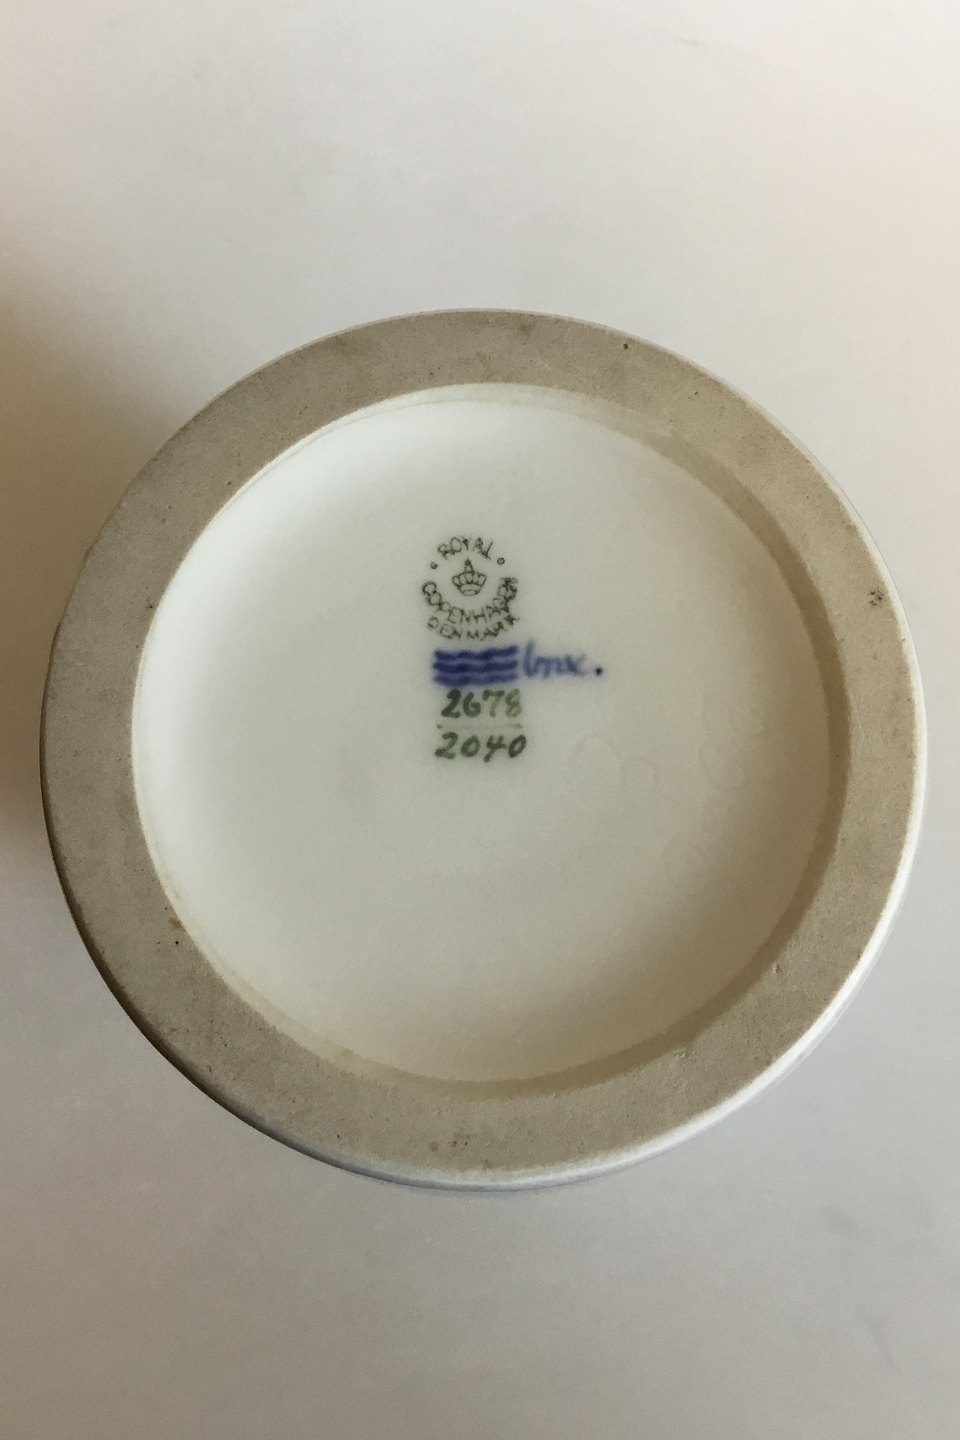 ROYAL
COPENHAGEN
DENMARK
2678
2040